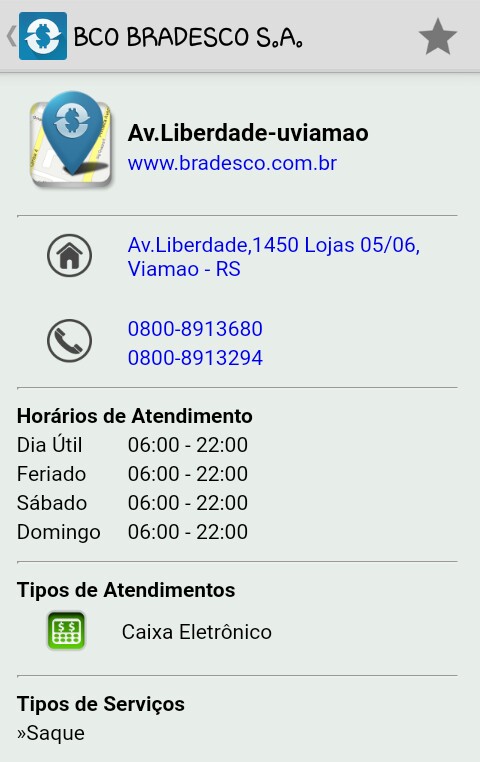 BCO BRADESCO S.A.
Av.Liberdade-uviamao
www.bradesco.com.br
Av.Liberdade,1450 Lojas 05/06,
Viamao - RS
0800-8913680
0800-8913294
Horários de Atendimento
Dia Útil 06:00 - 22:00
Feriado 06:00 - 22:00
Sábado 06:00 - 22:00
Domingo 06:00 - 22:00
Tipos de Atendimentos
Caixa Eletrônico
Tipos de Serviços
»Saque